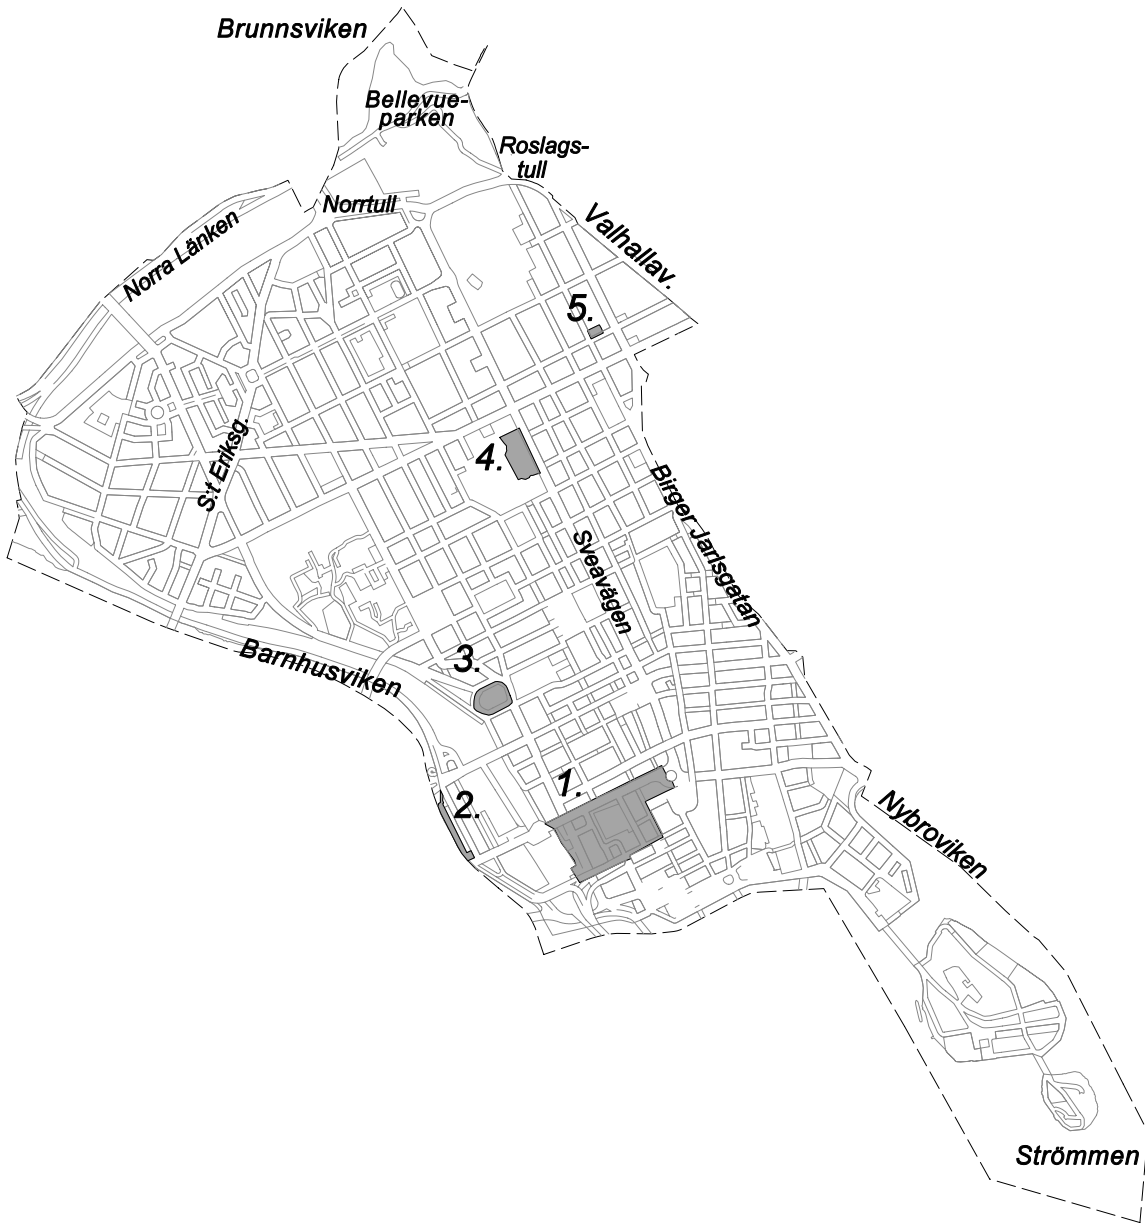 Brunnsviken
Bellevue-
parken
Roslags-
tull
Norrtull
Valhallav.
Norra Länken
5.
S:t Eriksg.
4.
Birger Jarlsgatan
Sveavägen
3.
Barnhusviken
1.
2.
Nybroviken
Strömmen